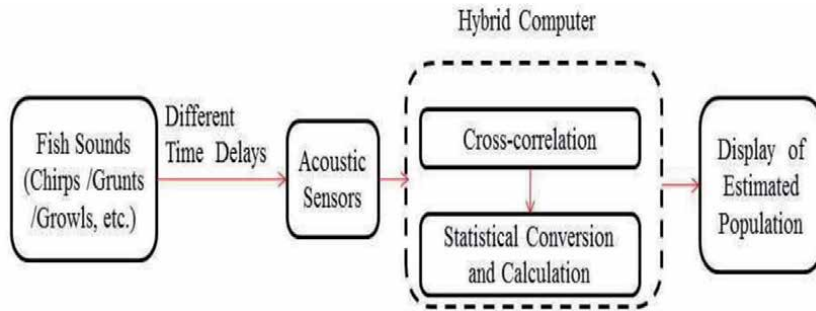 Hybrid Computer
Fish Sounds
(Chirps /Grunts
/Growls, etc.)
Different
Time Delays
Acoustic
Sensors
Cross-correlation
Statistical Conversion
and Calculation
Display of
Estimated
Population